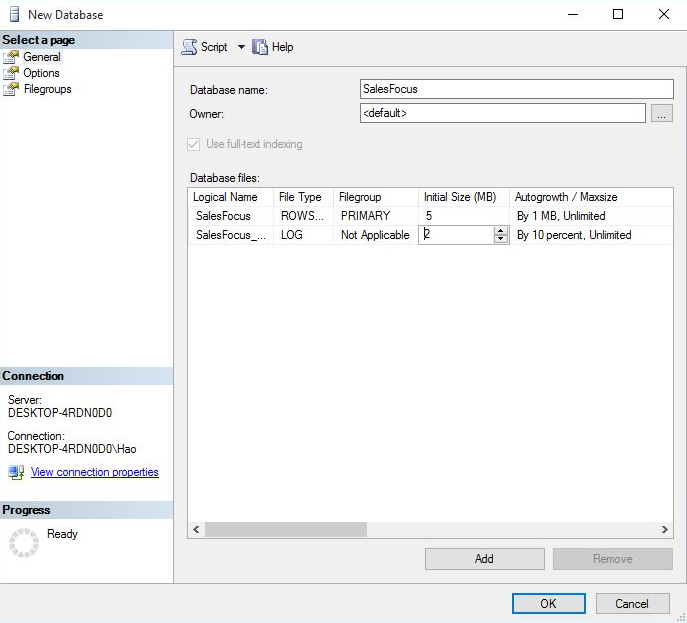 New Database
Select a page
General
Options
Filegroups
Script Help
Database name: SalesFocus
Owner: <default> ...
Use full-text indexing
Database files:
Logical Name File Type Filegroup Initial Size (MB) Autogrowth / Maxsize
SalesFocus ROWS... PRIMARY 5 By 1 MB, Unlimited
SalesFocus_... LOG Not Applicable 2 By 10 percent, Unlimited
Connection
Server:
DESKTOP-4RDN0D0
Connection:
DESKTOP-4RDN0D0\Hao
View connection properties
Progress
Ready
Add Remove
OK Cancel